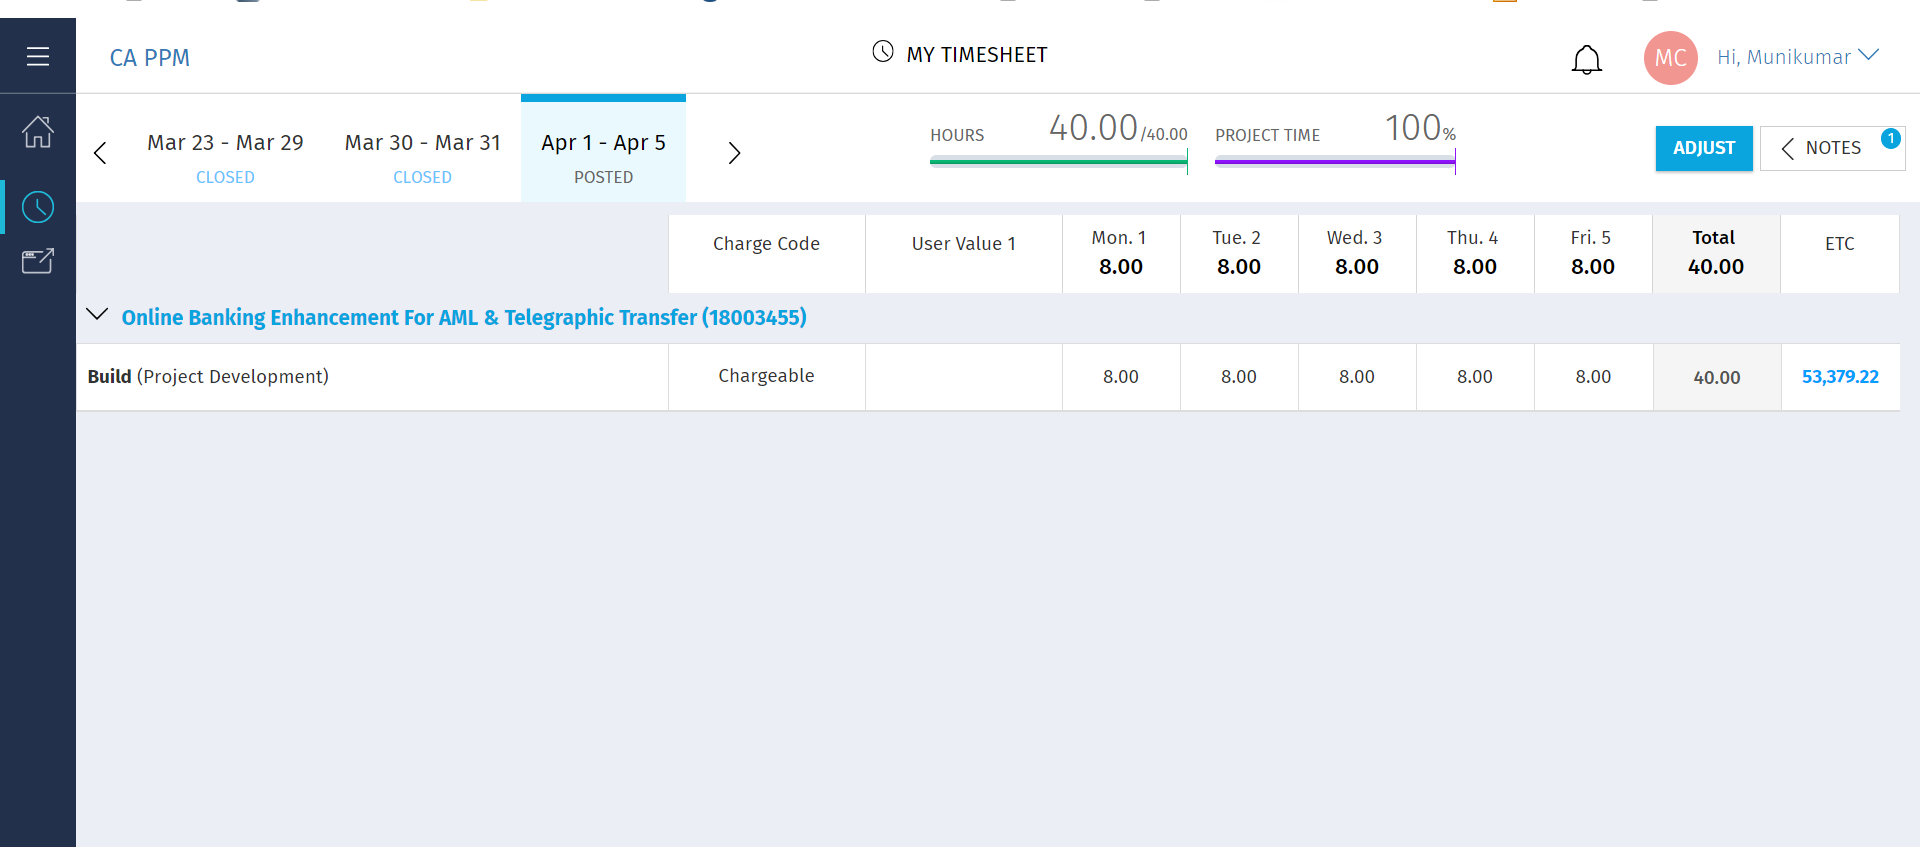 CA PPM
MY TIMESHEET
MC
Hi, Munikumar
Mar 23 - Mar 29
CLOSED
Mar 30 - Mar 31
CLOSED
Apr 1 - Apr 5
POSTED
HOURS 40.00/40.00
PROJECT TIME 100%
ADJUST
NOTES 1
Charge Code
User Value 1
Mon. 1
8.00
Tue. 2
8.00
Wed. 3
8.00
Thu. 4
8.00
Fri. 5
8.00
Total
40.00
ETC
Online Banking Enhancement For AML & Telegraphic Transfer (18003455)
Build (Project Development) Chargeable 8.00 8.00 8.00 8.00 8.00 40.00 53,379.22